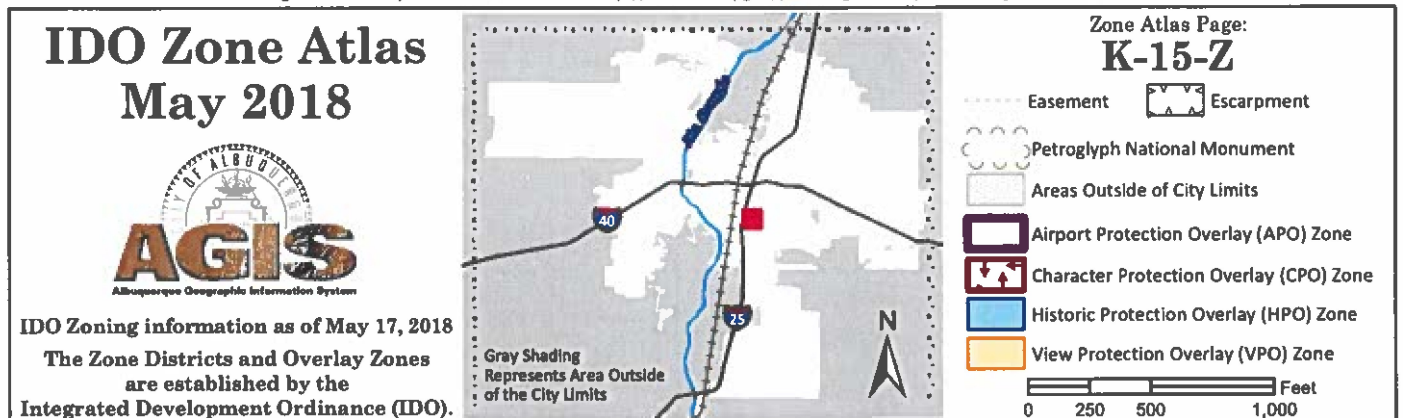 IDO Zone Atlas
May 2018
CITY OF ALBUQUERQUE
AGIS
Albuquerque Geographic Information System
IDO Zoning information as of May 17, 2018
The Zone Districts and Overlay Zones
are established by the
Integrated Development Ordinance (IDO).
40
25
N
Gray Shading
Represents Area Outside
of the City Limits
Zone Atlas Page:
K-15-Z
Easement
Escarpment
Petroglyph National Monument
Areas Outside of City Limits
Airport Protection Overlay (APO) Zone
Character Protection Overlay (CPO) Zone
Historic Protection Overlay (HPO) Zone
View Protection Overlay (VPO) Zone
Feet
0 250 500 1,000